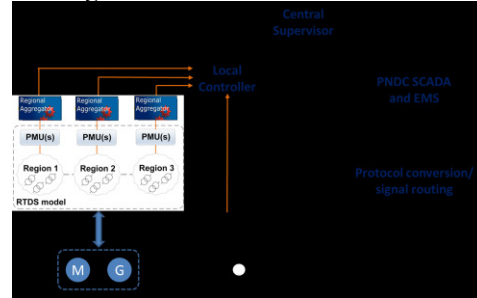 Central
Supervisor
Local
Controller
PNDC SCADA
and EMS
Regional
Aggregator
Regional
Aggregator
Regional
Aggregator
PMU(s)
PMU(s)
PMU(s)
Region 1
Region 2
Region 3
Protocol conversion/
signal routing
RTDS model
M
G